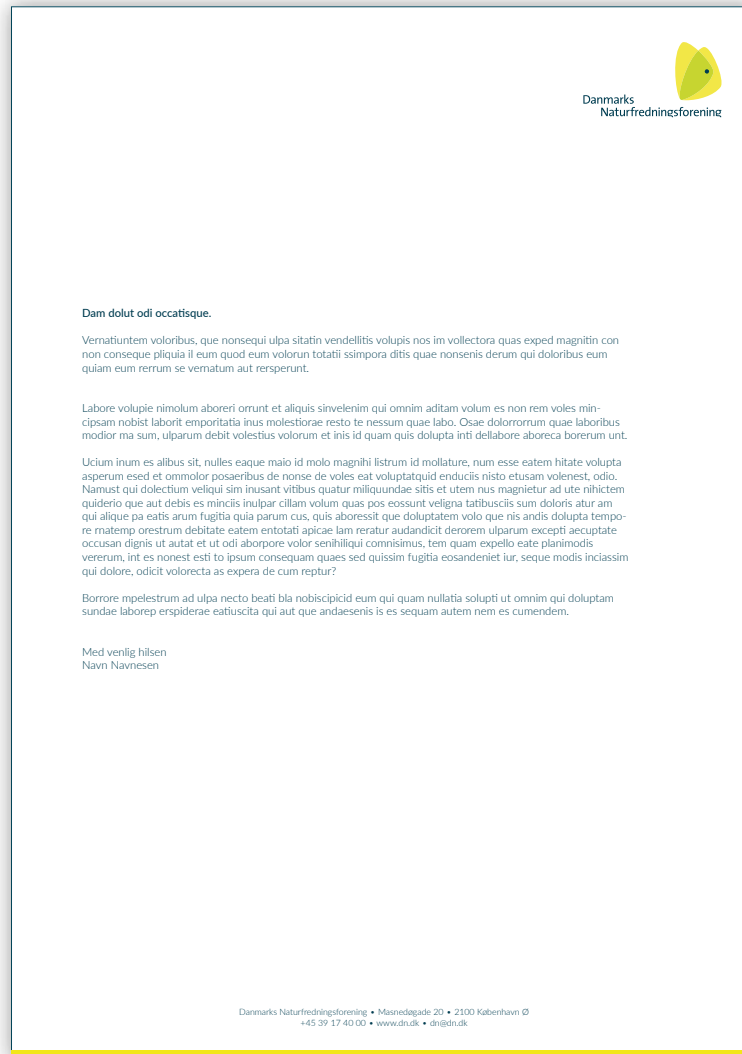 Danmarks
Naturfredningsforening
Dam dolut odi occatisque.
Vernatiuntem voloribus, que nonsequi ulpa sitatin vendellitis volupis nos im vollectora quas exped magnitin con
non conseque pliquia il eum quod eum volorun totatii ssimpora ditis quae nonsenis derum qui doloribus eum
quiam eum rerrum se vernatum aut rersperunt.
Labore volupie nimolum aboreri orrunt et aliquis sinvelenim qui omnim aditam volum es non rem voles min-
cipsam nobist laborit emporitatia inus molestiorae resto te nessum quae labo. Osae dolorrorrum quae laboribus
modior ma sum, ulparum debit volestius volorum et inis id quam quis dolupta inti dellabore aboreca borerum unt.
Ucium inum es alibus sit, nulles eaque maio id molo magnihi listrum id mollature, num esse eatem hitate volupta
asperum esed et ommolor posaeribus de nonse de voles eat voluptatquid enduciis nisto etusam volenest, odio.
Namust qui dolectium veliqui sim inusant vitibus quatur miliquundae sitis et utem nus magnietur ad ute nihictem
quiderio que aut debis es minciis inulpar cillam volum quas pos eossunt veligna tatibusciis sum doloris atur am
qui alique pa eatis arum fugitia quia parum cus, quis aboressit que doluptatem volo que nis andis dolupta tempo-
re rnatemp orestrum debitate eatem entotati apicae lam reratur audandicit derorem ulparum excepti aecuptate
occusan dignis ut autat et ut odi aborpore volor senihiliqui comnisimus, tem quam expello eate planimodis
vererum, int es nonest esti to ipsum consequam quaes sed quissim fugitia eosandeniet iur, seque modis inciassim
qui dolore, odicit volorecta as expera de cum reptur?
Borrore mpelestrum ad ulpa necto beati bla nobiscipicid eum qui quam nullatia solupti ut omnim qui doluptam
sundae laborep erspiderae eatiuscita qui aut que andaesenis is es sequam autem nem es cumendem.
Med venlig hilsen
Navn Navnesen
Danmarks Naturfredningsforening • Masnedøgade 20 • 2100 København Ø
+45 39 17 40 00 • www.dn.dk • dn@dn.dk